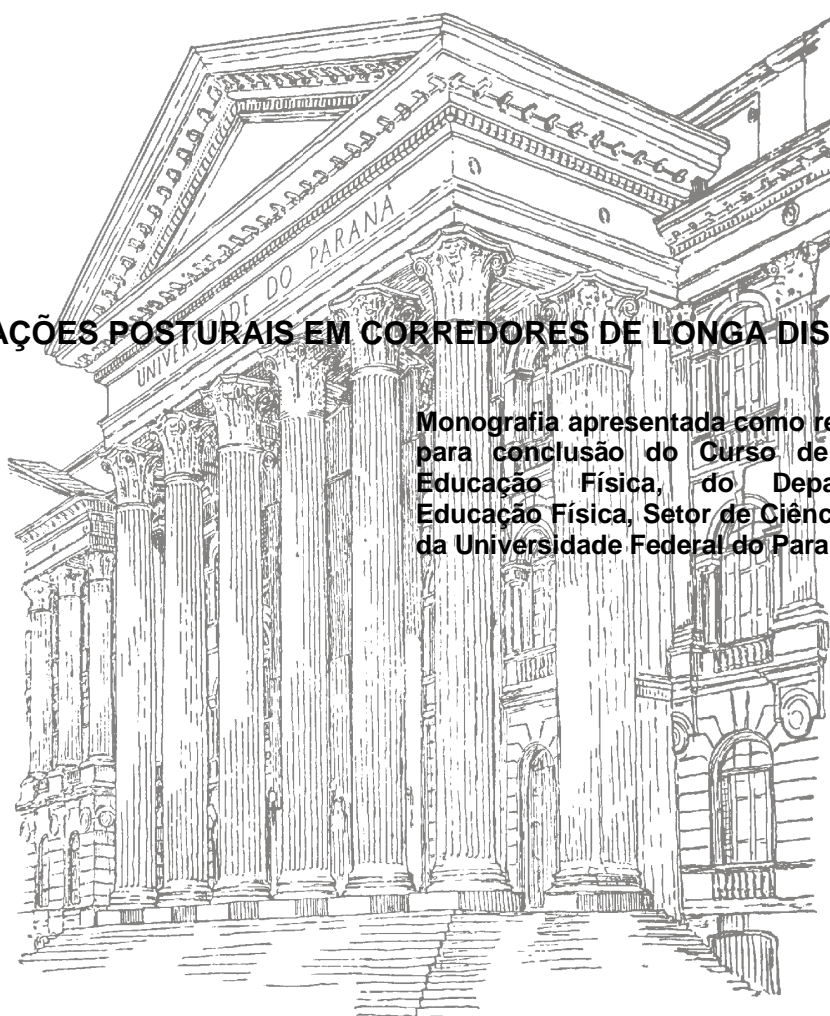 UNIVERSIDADE DO PARANÁ
AÇÕES POSTURAIS EM CORREDORES DE LONGA DIS
Monografia apresentada como re
para conclusão do Curso de
Educação Física, do Depa
Educação Física, Setor de Ciênc
da Universidade Federal do Para